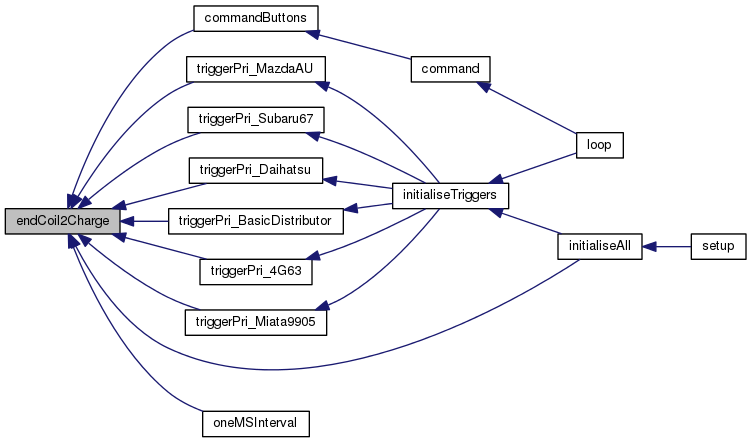 commandButtons
triggerPri_MazdaAU
command
triggerPri_Subaru67
loop
triggerPri_Daihatsu
initialiseTriggers
endCoil2Charge
triggerPri_BasicDistributor
initialiseAll
setup
triggerPri_4G63
triggerPri_Miata9905
oneMSInterval